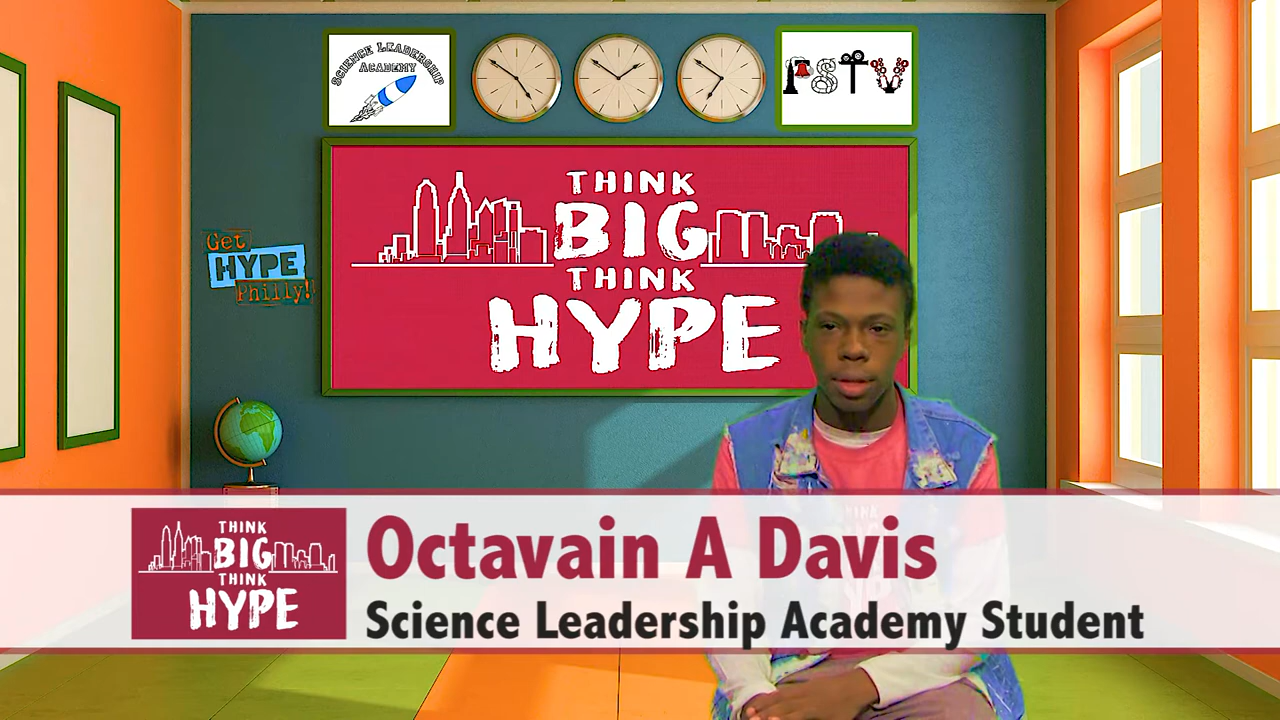 SCIENCE LEADERSHIP
ACADEMY
PSTV
THINK
BIG
THINK
HYPE
Get
HYPE
Philly!!
THINK
BIG
THINK
HYPE
Octavain A Davis
Science Leadership Academy Student